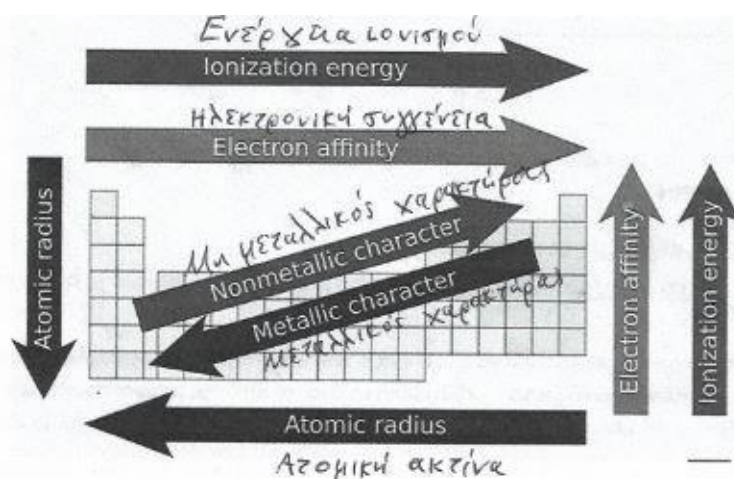 Ενέργεια ιονισμού
Ionization energy
Ηλεκτρονική συγγένεια
Electron affinity
Atomic radius
Μη μεταλλικός χαρακτήρας
Nonmetallic character
Metallic character
Μεταλλικός χαρακτήρας
Electron affinity
Ionization energy
Atomic radius
Ατομική ακτίνα